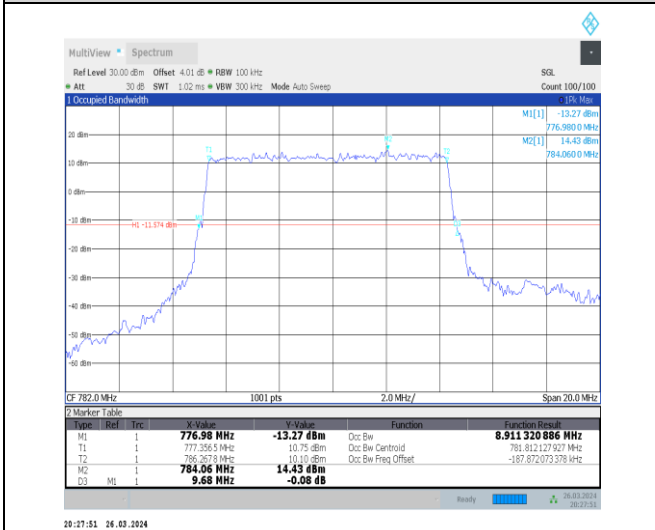 MultiView Spectrum
Ref Level 30.00 dBm Offset 4.01 dB RBW 100 kHz SGL
Att 30 dB SWT 1.02 ms VBW 300 kHz Mode Auto Sweep Count 100/100
1 Occupied Bandwidth 1Pk Max
M1[1] -13.27 dBm
776.980 0 MHz
M2[1] 14.43 dBm
784.060 0 MHz
20 dBm
T1 M2 T2
10 dBm
0 dBm
-10 dBm
H1 -11.574 dBm
-20 dBm
-30 dBm
-40 dBm
-50 dBm
-60 dBm
CF 782.0 MHz 1001 pts 2.0 MHz/ Span 20.0 MHz
2 Marker Table
Type Ref Trc X-Value Y-Value Function Function Result
M1 1 776.98 MHz -13.27 dBm Occ Bw 8.911 320 886 MHz
T1 1 777.356 5 MHz 10.75 dBm Occ Bw Centroid 781.812 127 927 MHz
T2 1 786.267 8 MHz 10.10 dBm Occ Bw Freq Offset -187.872 073 378 kHz
M2 1 784.06 MHz 14.43 dBm
D3 M1 1 9.68 MHz -0.08 dB
Ready 26.03.2024
20:27:51
20:27:51 26.03.2024